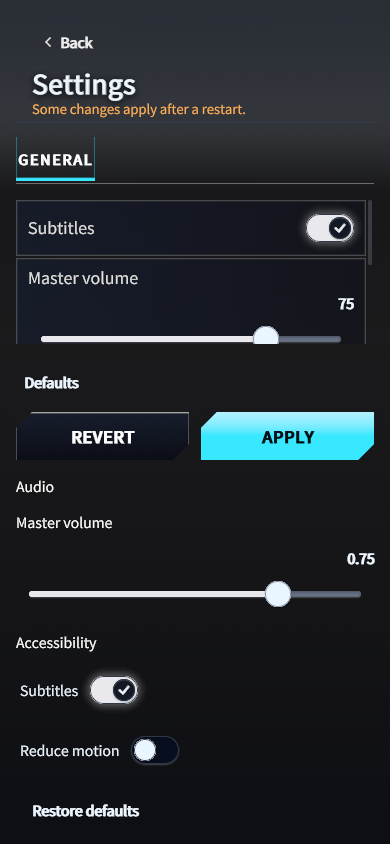 Back
Settings
Some changes apply after a restart.
GENERAL
Subtitles
Master volume
75
Defaults
REVERT
APPLY
Audio
Master volume
0.75
Accessibility
Subtitles
Reduce motion
Restore defaults